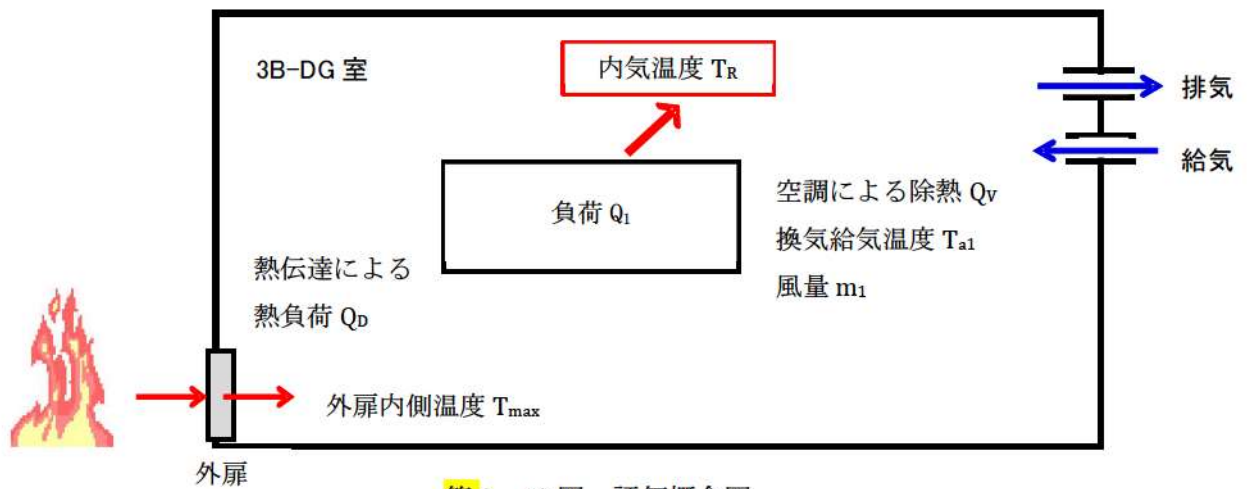 3B-DG 室
内気温度 TR
排気
給気
負荷 Q1
空調による除熱 QV
換気給気温度 Ta1
風量 m1
熱伝達による
熱負荷 QD
外扉内側温度 Tmax
外扉